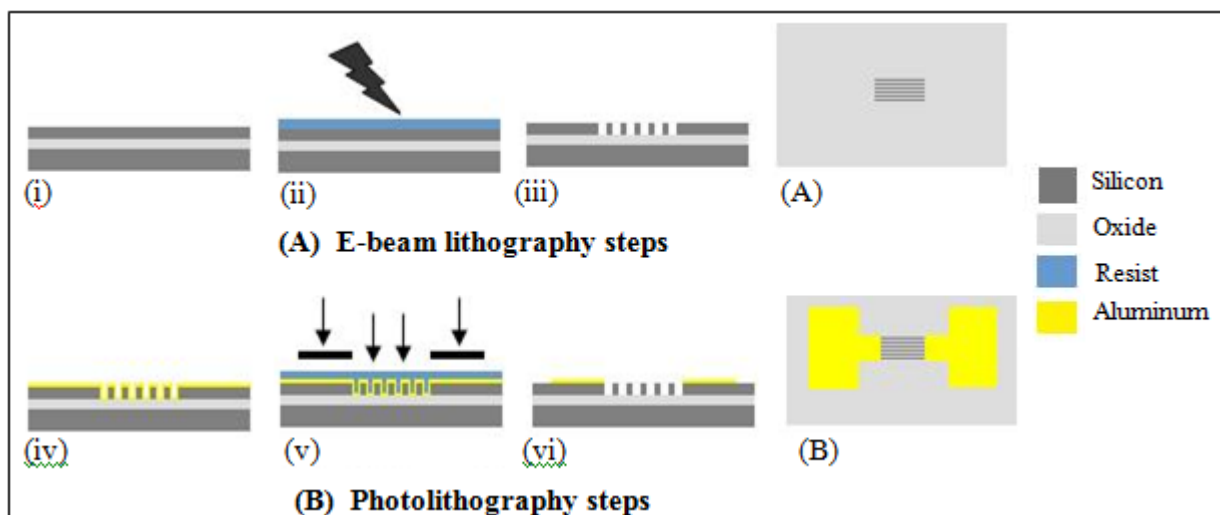 (i)
(ii)
(iii)
(A)
(A) E-beam lithography steps
Silicon
Oxide
Resist
Aluminum
(iv)
(v)
(vi)
(B)
(B) Photolithography steps